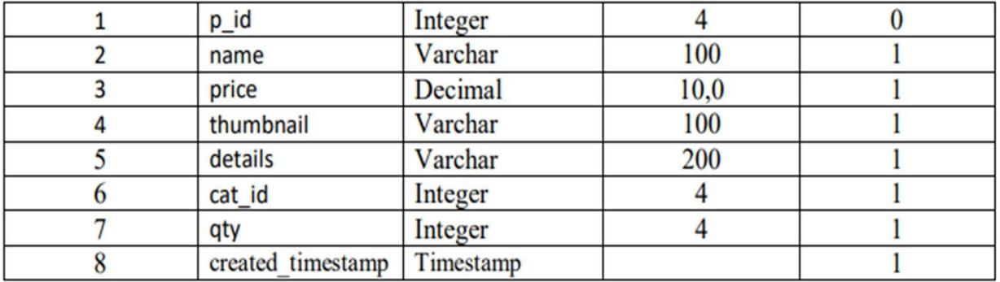 1 p_id Integer 4 0
2 name Varchar 100 1
3 price Decimal 10,0 1
4 thumbnail Varchar 100 1
5 details Varchar 200 1
6 cat_id Integer 4 1
7 qty Integer 4 1
8 created_timestamp Timestamp 1